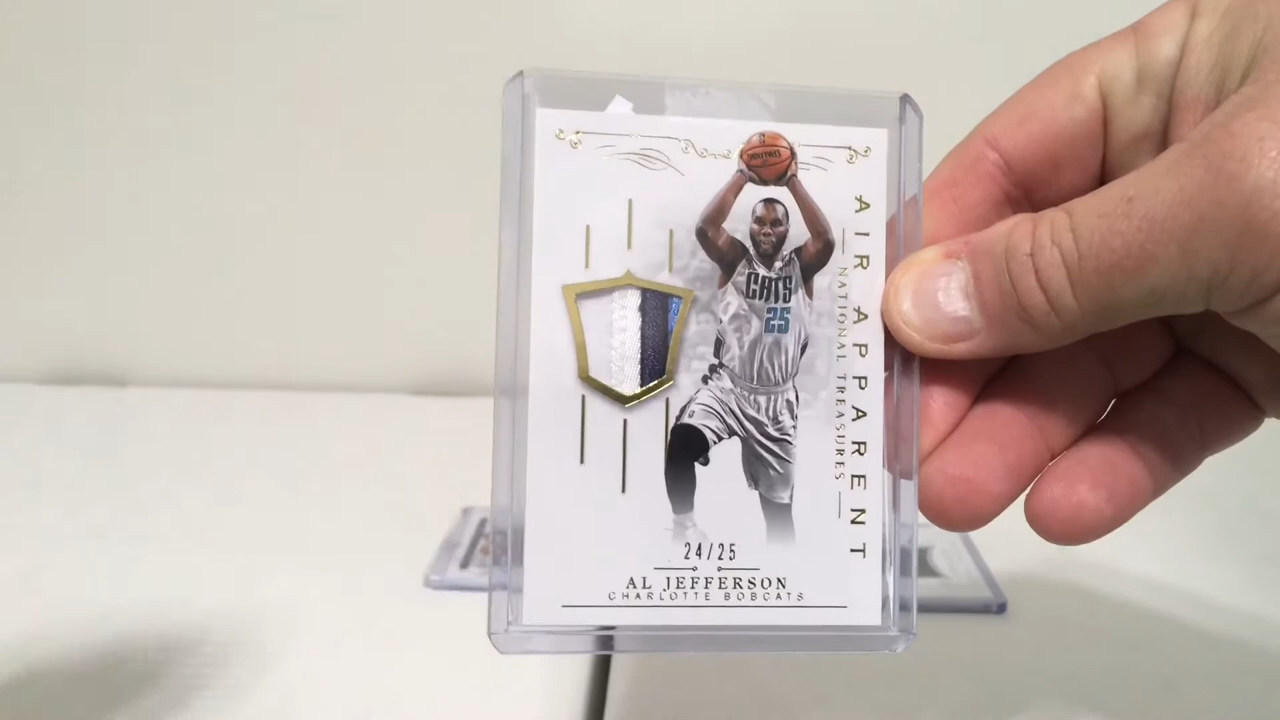 AIR APPARENT
NATIONAL TREASURES
CATS
25
24/25
AL JEFFERSON
CHARLOTTE BOBCATS